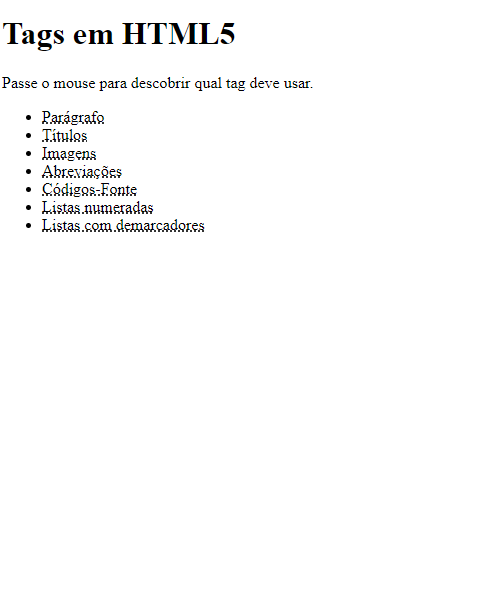 Tags em HTML5
Passe o mouse para descobrir qual tag deve usar.
Parágrafo
Títulos
Imagens
Abreviações
Códigos-Fonte
Listas numeradas
Listas com demarcadores